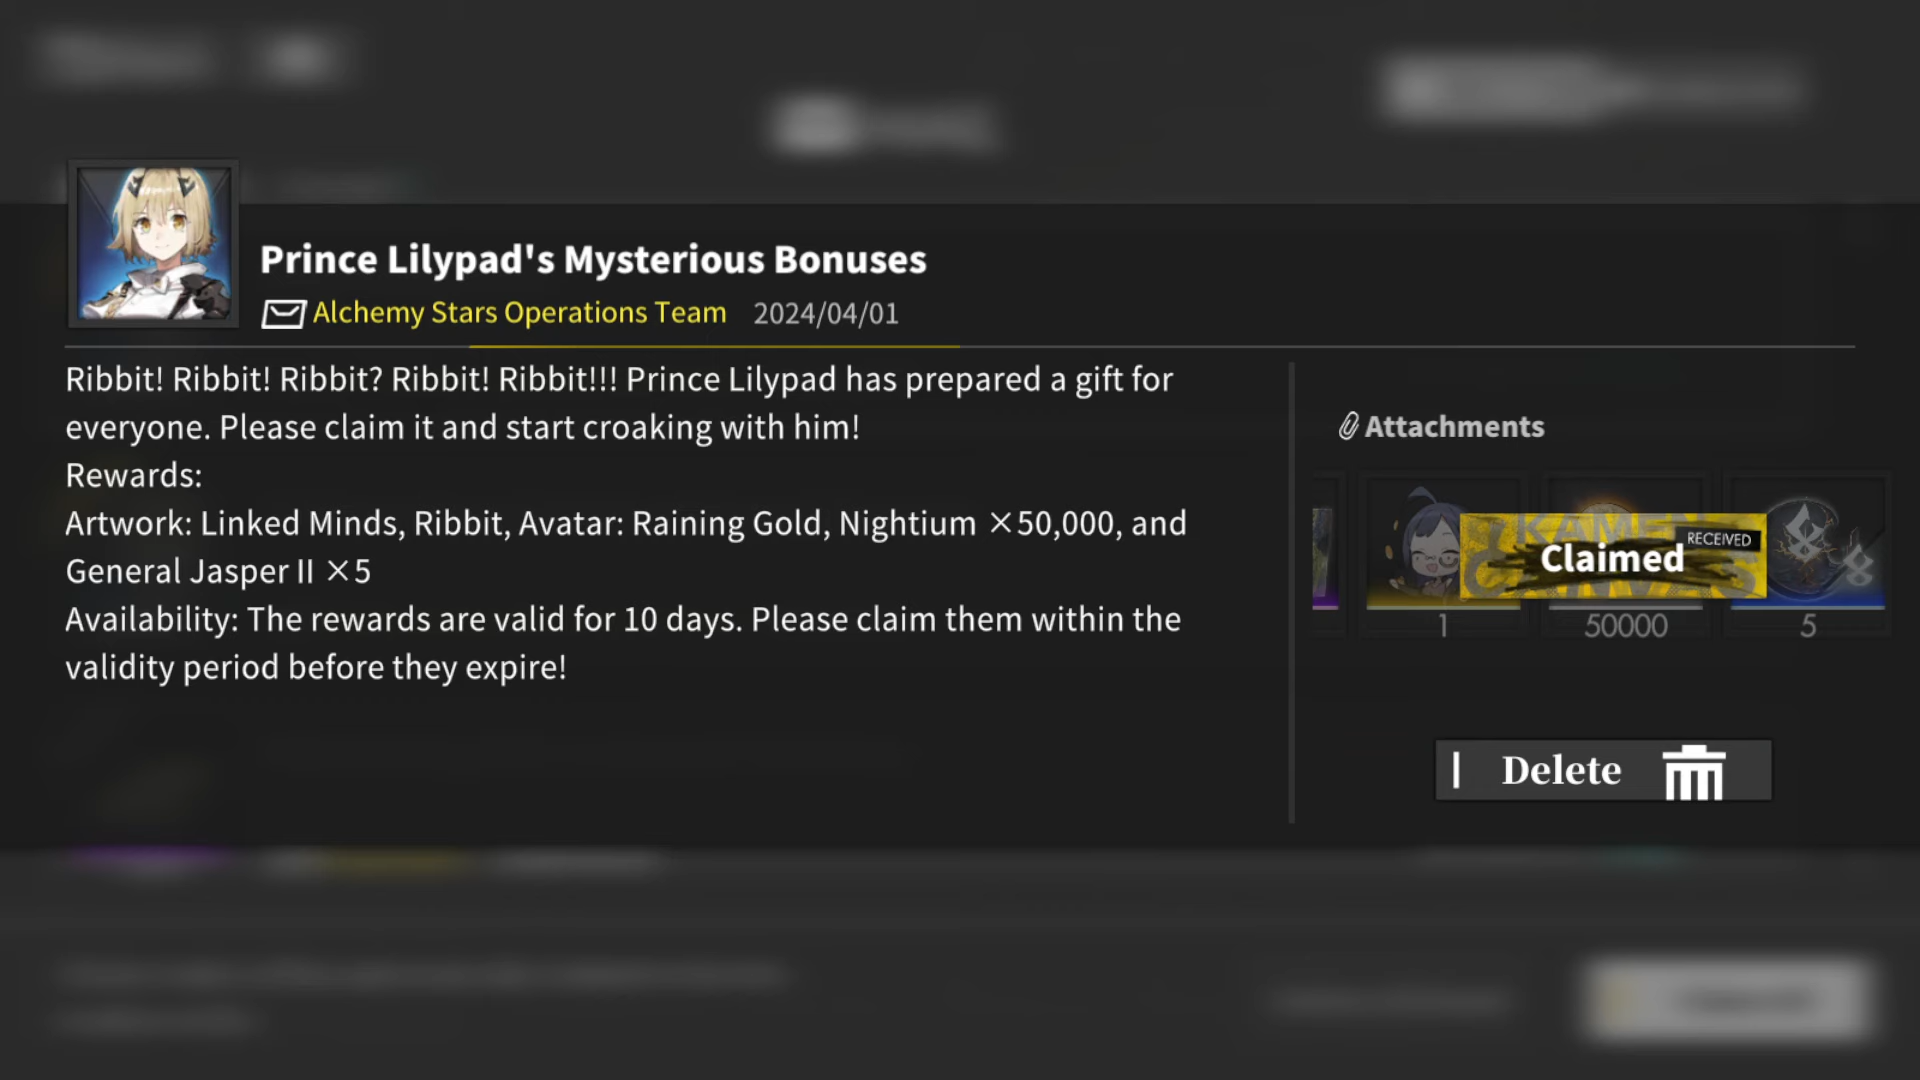 Prince Lilypad's Mysterious Bonuses
Alchemy Stars Operations Team 2024/04/01
Ribbit! Ribbit! Ribbit? Ribbit! Ribbit!!! Prince Lilypad has prepared a gift for
everyone. Please claim it and start croaking with him!
Rewards:
Artwork: Linked Minds, Ribbit, Avatar: Raining Gold, Nightium ×50,000, and
General Jasper II ×5
Availability: The rewards are valid for 10 days. Please claim them within the
validity period before they expire!
Attachments
RECEIVED
Claimed
1 50000 5
Delete